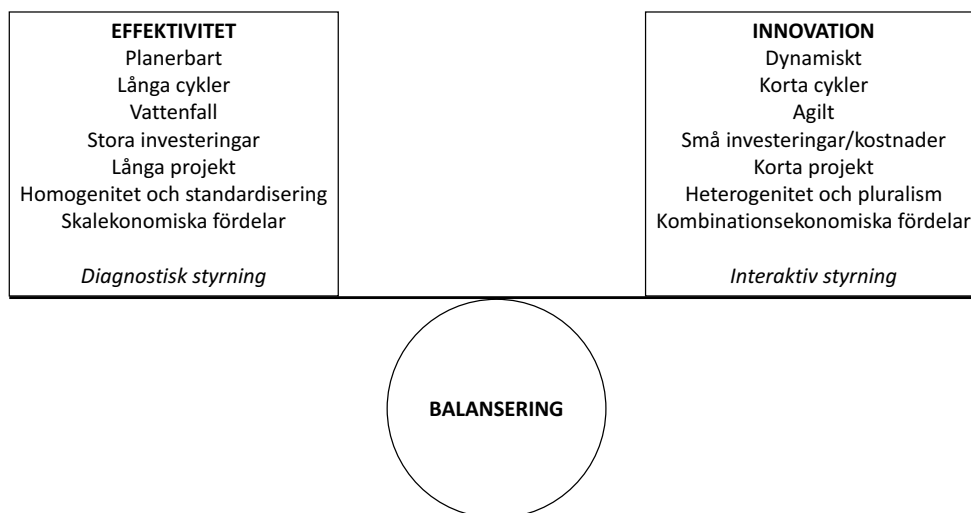 EFFEKTIVITET
Planerbart
Långa cykler
Vattenfall
Stora investeringar
Långa projekt
Homogenitet och standardisering
Skalekonomiska fördelar
Diagnostisk styrning
INNOVATION
Dynamiskt
Korta cykler
Agilt
Små investeringar/kostnader
Korta projekt
Heterogenitet och pluralism
Kombinationsekonomiska fördelar
Interaktiv styrning
BALANSERING